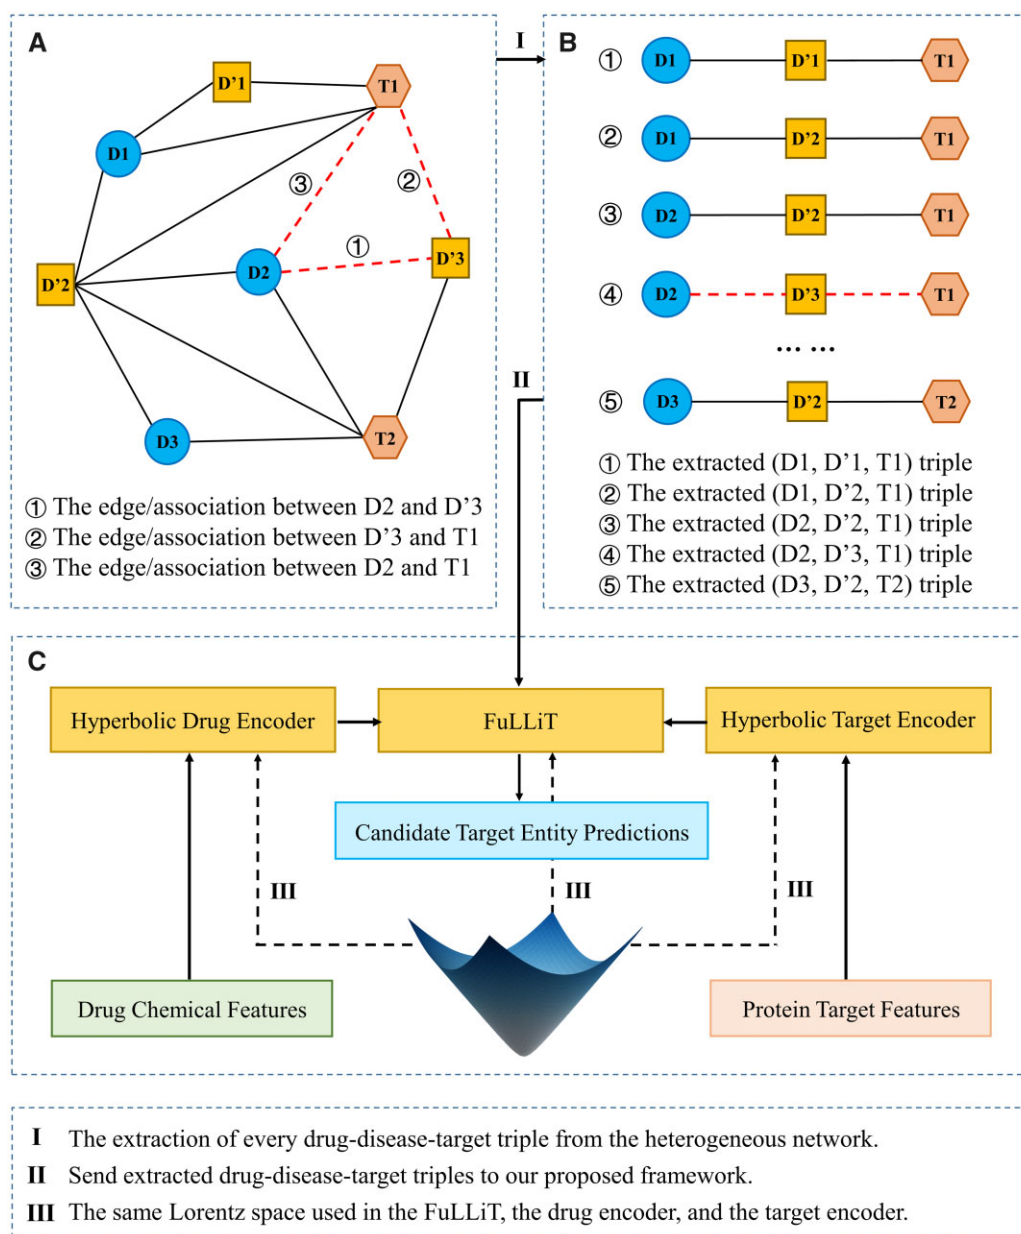 A
D'1
T1
D1
③
②
①
D'2
D2
D'3
D3
T2
① The edge/association between D2 and D'3
② The edge/association between D'3 and T1
③ The edge/association between D2 and T1
I
B
① D1 D'1 T1
② D1 D'2 T1
③ D2 D'2 T1
④ D2 D'3 T1
... ...
⑤ D3 D'2 T2
① The extracted (D1, D'1, T1) triple
② The extracted (D1, D'2, T1) triple
③ The extracted (D2, D'2, T1) triple
④ The extracted (D2, D'3, T1) triple
⑤ The extracted (D3, D'2, T2) triple
II
C
Hyperbolic Drug Encoder
FuLLiT
Hyperbolic Target Encoder
Candidate Target Entity Predictions
III
III
III
Drug Chemical Features
Protein Target Features
I The extraction of every drug-disease-target triple from the heterogeneous network.
II Send extracted drug-disease-target triples to our proposed framework.
III The same Lorentz space used in the FuLLiT, the drug encoder, and the target encoder.